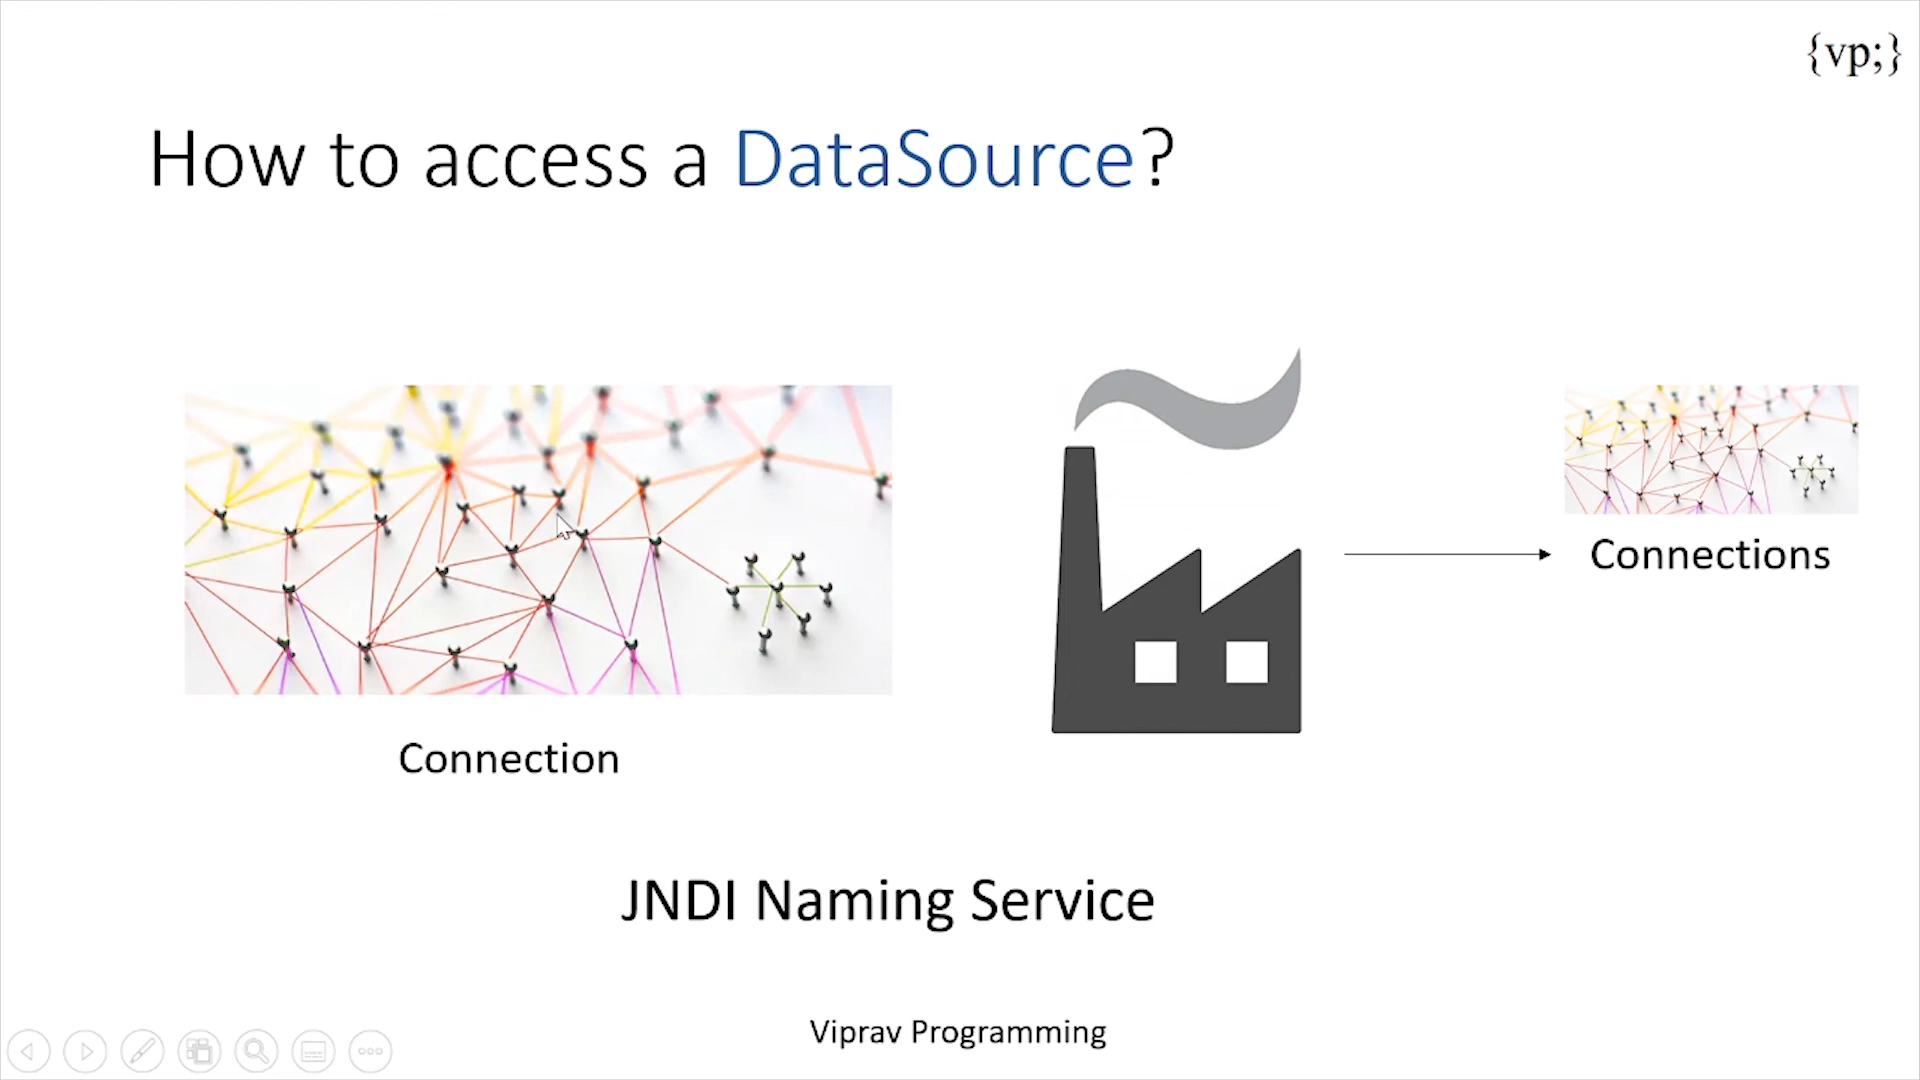 {vp;}
How to access a DataSource?
Connections
Connection
JNDI Naming Service
Viprav Programming